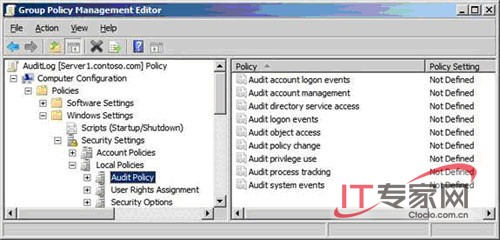 Group Policy Management Editor
File Action View Help
AuditLog [Server1.contoso.com] Policy
Computer Configuration
Policies
Software Settings
Windows Settings
Scripts (Startup/Shutdown)
Security Settings
Account Policies
Local Policies
Audit Policy
User Rights Assignment
Security Options
Policy Policy Setting
Audit account logon events Not Defined
Audit account management Not Defined
Audit directory service access Not Defined
Audit logon events Not Defined
Audit object access Not Defined
Audit policy change Not Defined
Audit privilege use Not Defined
Audit process tracking Not Defined
Audit system events Not Defined
IT专家网
Ctocio.com.cn